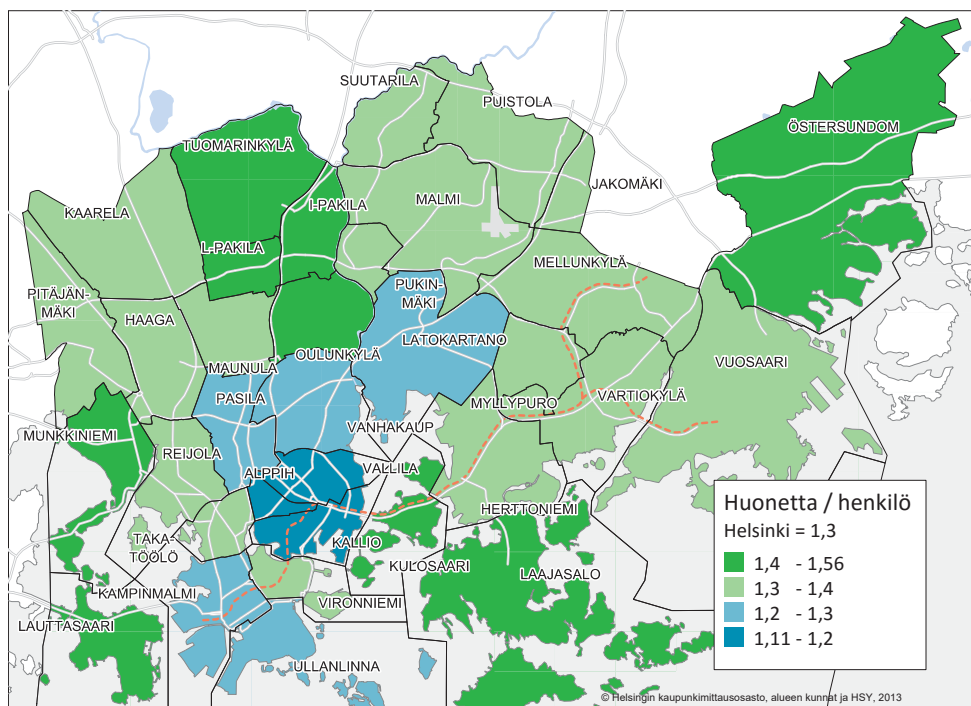 SUUTARILA
PUISTOLA
ÖSTERSUNDOM
TUOMARINKYLÄ
JAKOMÄKI
I-PAKILA
MALMI
KAARELA
L-PAKILA
MELLUNKYLÄ
PITÄJÄN-
MÄKI
PUKIN-
MÄKI
HAAGA
LATOKARTANO
OULUNKYLÄ
VUOSAARI
MAUNULA
PASILA
MYLLYPURO
VARTIOKYLÄ
VANHAKAUP
MUNKKINIEMI
REIJOLA
ALPPIH
VALLILA
HERTTONIEMI
TAKA-
TÖÖLÖ
KALLIO
KULOSAARI
LAAJASALO
KAMPINMALMI
VIRONNIEMI
LAUTTASAARI
ULLANLINNA
Huonetta / henkilö
Helsinki = 1,3
1,4 - 1,56
1,3 - 1,4
1,2 - 1,3
1,11 - 1,2
© Helsingin kaupunkimittausosasto, alueen kunnat ja HSY, 2013